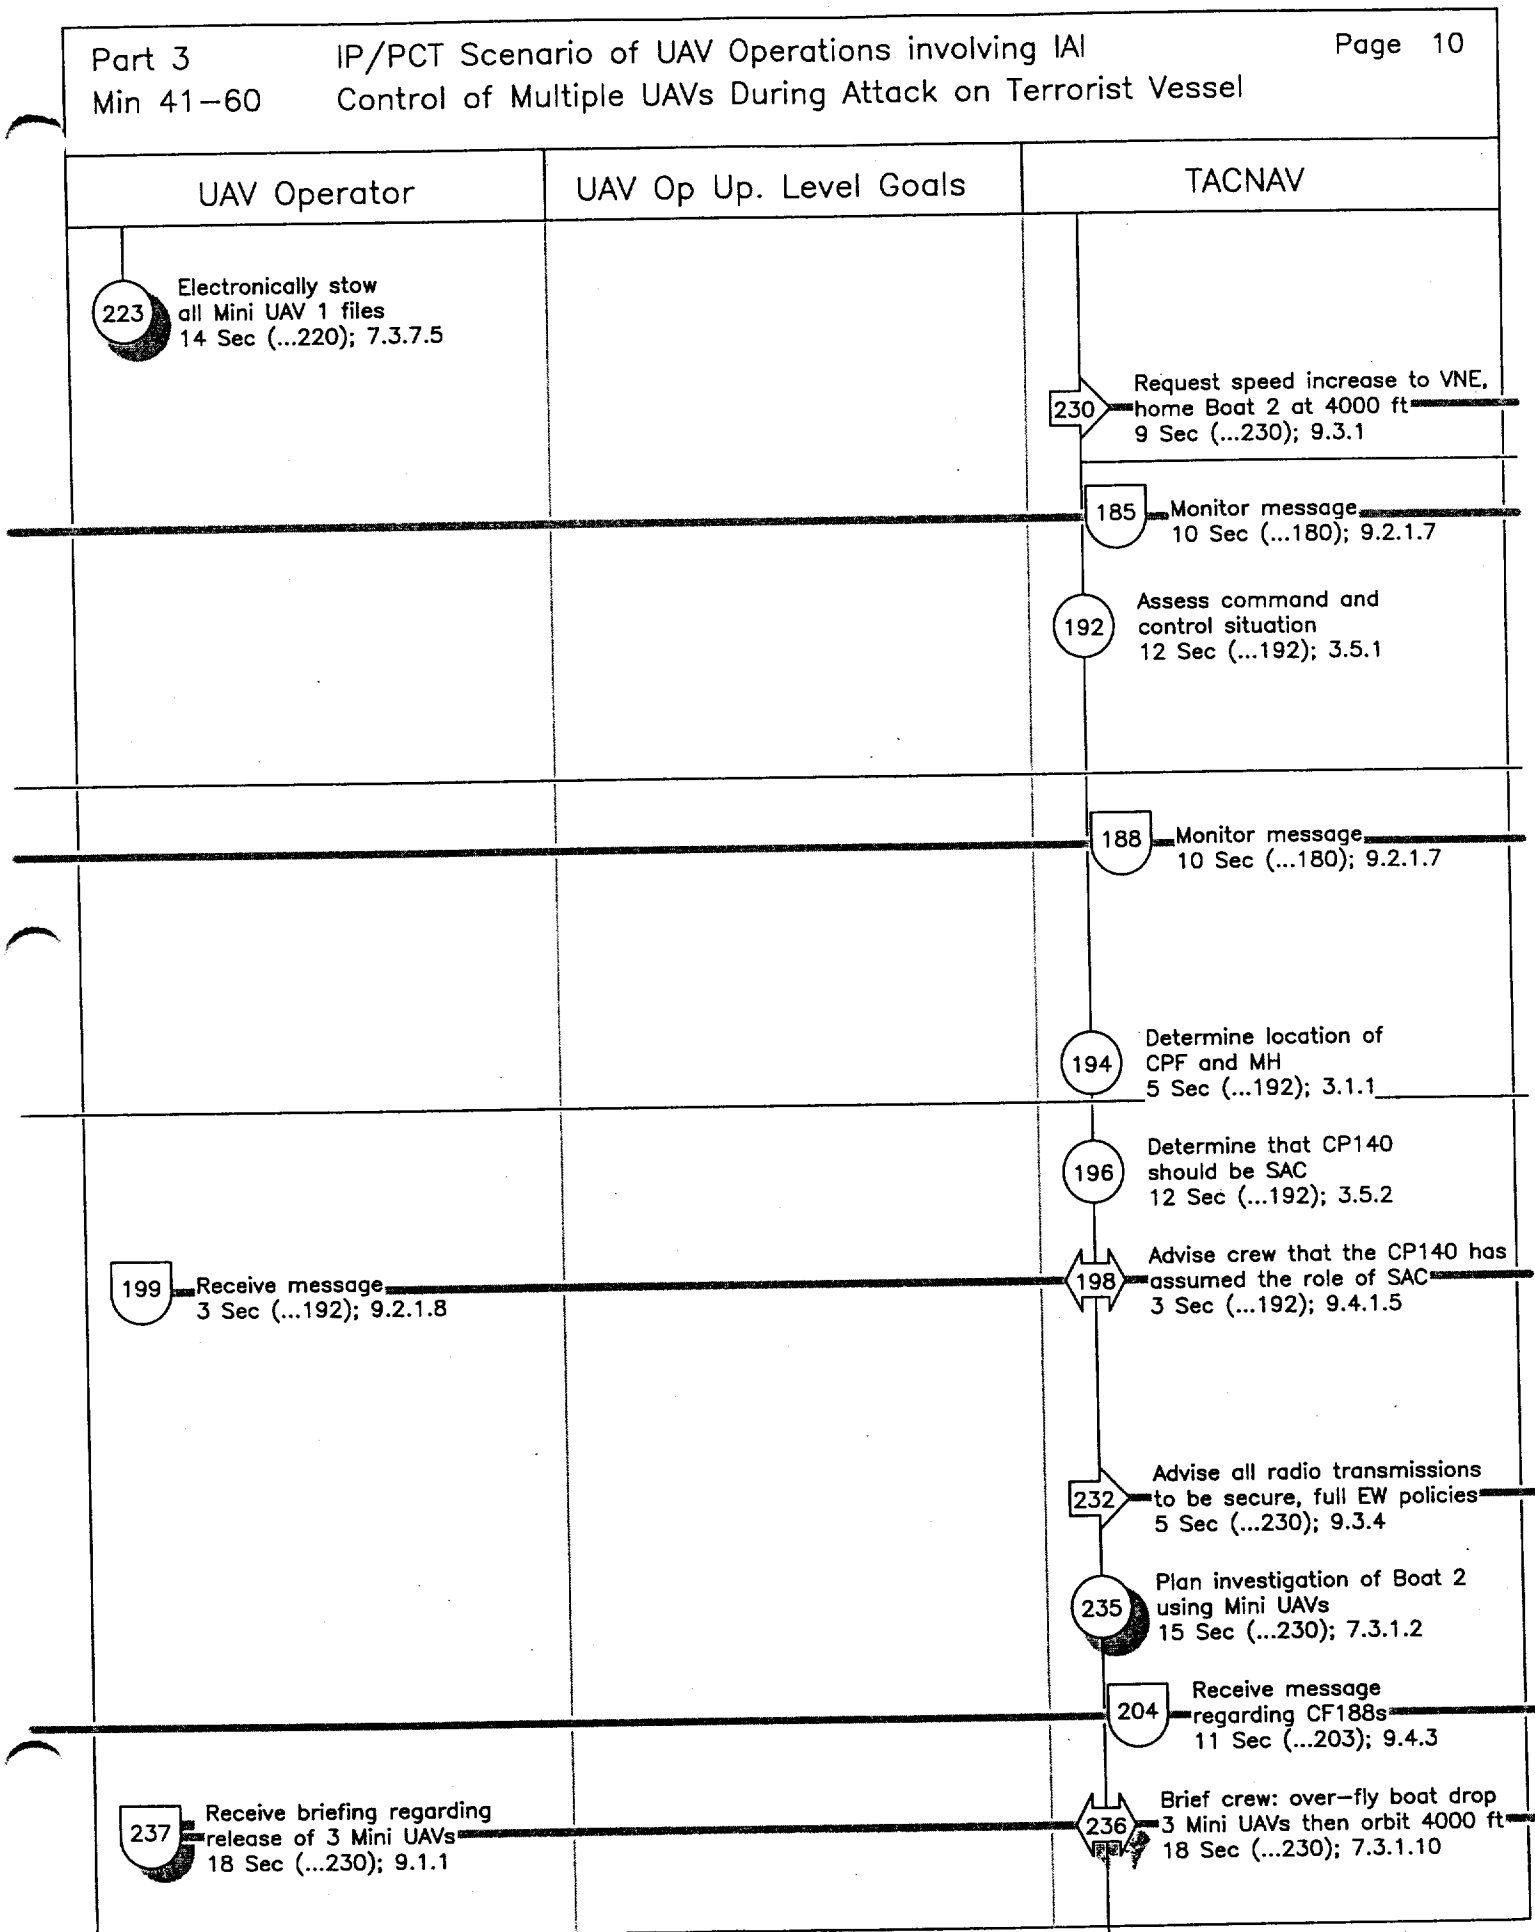 Part 3 IP/PCT Scenario of UAV Operations involving IAI Page 10
Min 41-60 Control of Multiple UAVs During Attack on Terrorist Vessel
UAV Operator UAV Op Up. Level Goals TACNAV
223
Electronically stow
all Mini UAV 1 files
14 Sec (...220); 7.3.7.5
230
Request speed increase to VNE,
home Boat 2 at 4000 ft
9 Sec (...230); 9.3.1
185
Monitor message
10 Sec (...180); 9.2.1.7
192
Assess command and
control situation
12 Sec (...192); 3.5.1
188
Monitor message
10 Sec (...180); 9.2.1.7
194
Determine location of
CPF and MH
5 Sec (...192); 3.1.1
196
Determine that CP140
should be SAC
12 Sec (...192); 3.5.2
199
Receive message
3 Sec (...192); 9.2.1.8
198
Advise crew that the CP140 has
assumed the role of SAC
3 Sec (...192); 9.4.1.5
232
Advise all radio transmissions
to be secure, full EW policies
5 Sec (...230); 9.3.4
235
Plan investigation of Boat 2
using Mini UAVs
15 Sec (...230); 7.3.1.2
204
Receive message
regarding CF188s
11 Sec (...203); 9.4.3
237
Receive briefing regarding
release of 3 Mini UAVs
18 Sec (...230); 9.1.1
236
Brief crew: over-fly boat drop
3 Mini UAVs then orbit 4000 ft
18 Sec (...230); 7.3.1.10